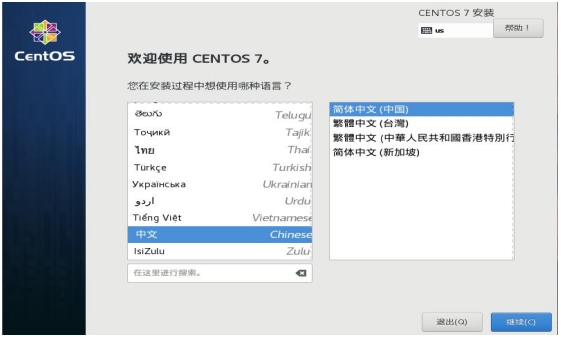 CENTOS 7 安装
us
帮助！
CentOS
欢迎使用 CENTOS 7。
您在安装过程中想使用哪种语言？
తెలుగు Telugu
Тоҷикӣ Tajik
ไทย Thai
Türkçe Turkish
Українська Ukrainian
اردو Urdu
Tiếng Việt Vietnamese
中文 Chinese
IsiZulu Zulu
简体中文 (中国)
繁體中文 (台灣)
繁體中文 (中華人民共和國香港特別行
简体中文 (新加坡)
在这里进行搜索。
退出(Q)
继续(C)